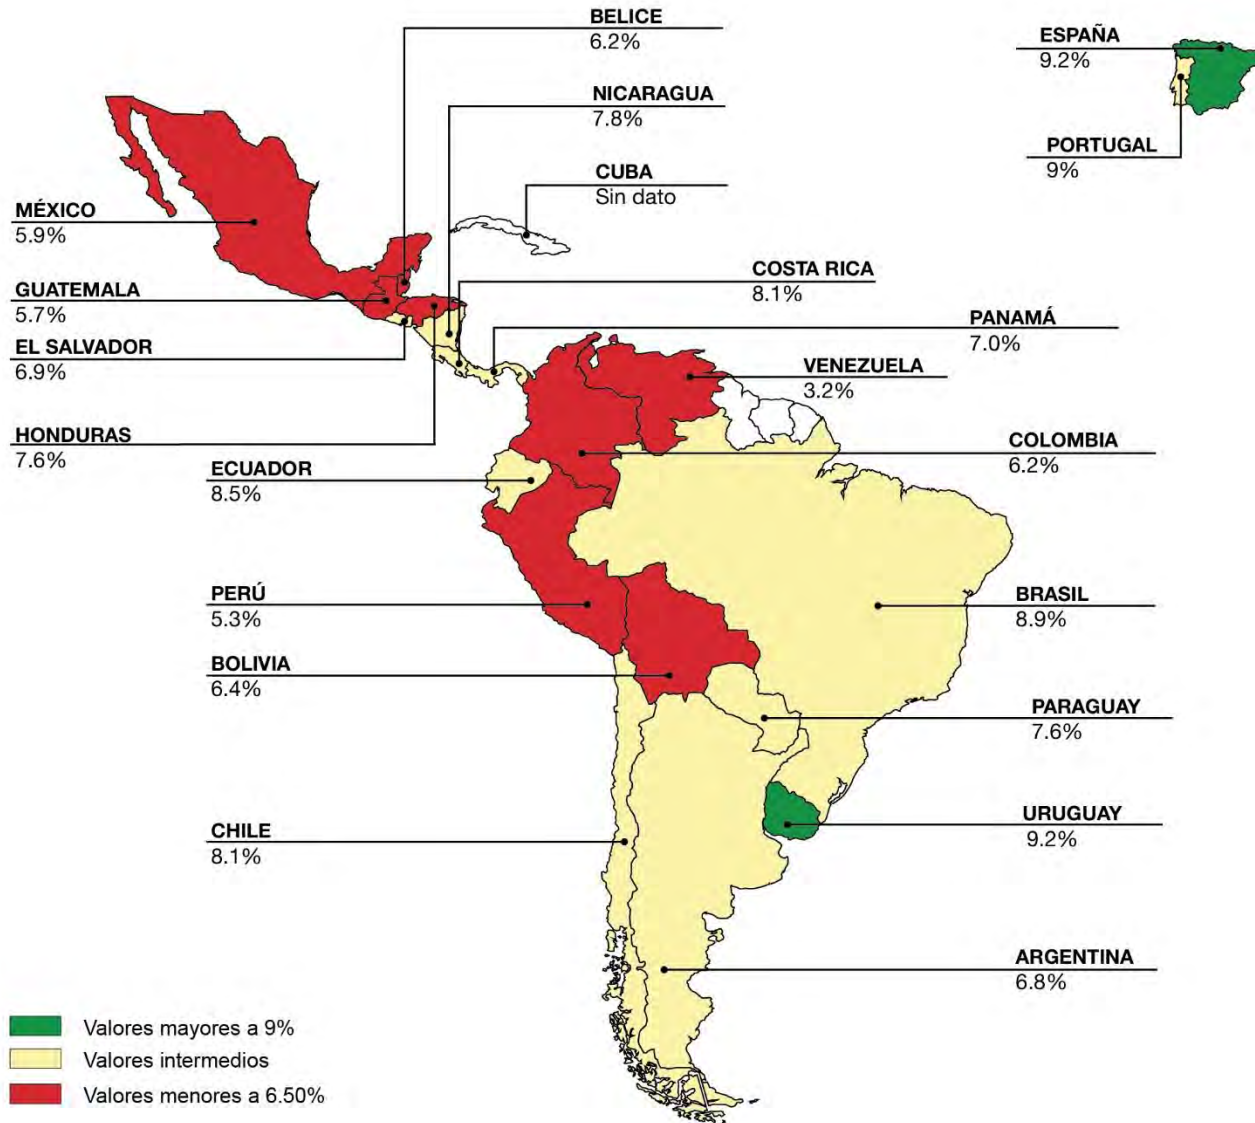 BELICE
6.2%
ESPAÑA
9.2%
NICARAGUA
7.8%
PORTUGAL
9%
CUBA
Sin dato
MÉXICO
5.9%
COSTA RICA
8.1%
GUATEMALA
5.7%
PANAMÁ
7.0%
EL SALVADOR
6.9%
VENEZUELA
3.2%
HONDURAS
7.6%
COLOMBIA
6.2%
ECUADOR
8.5%
PERÚ
5.3%
BRASIL
8.9%
BOLIVIA
6.4%
PARAGUAY
7.6%
CHILE
8.1%
URUGUAY
9.2%
ARGENTINA
6.8%
Valores mayores a 9%
Valores intermedios
Valores menores a 6.50%